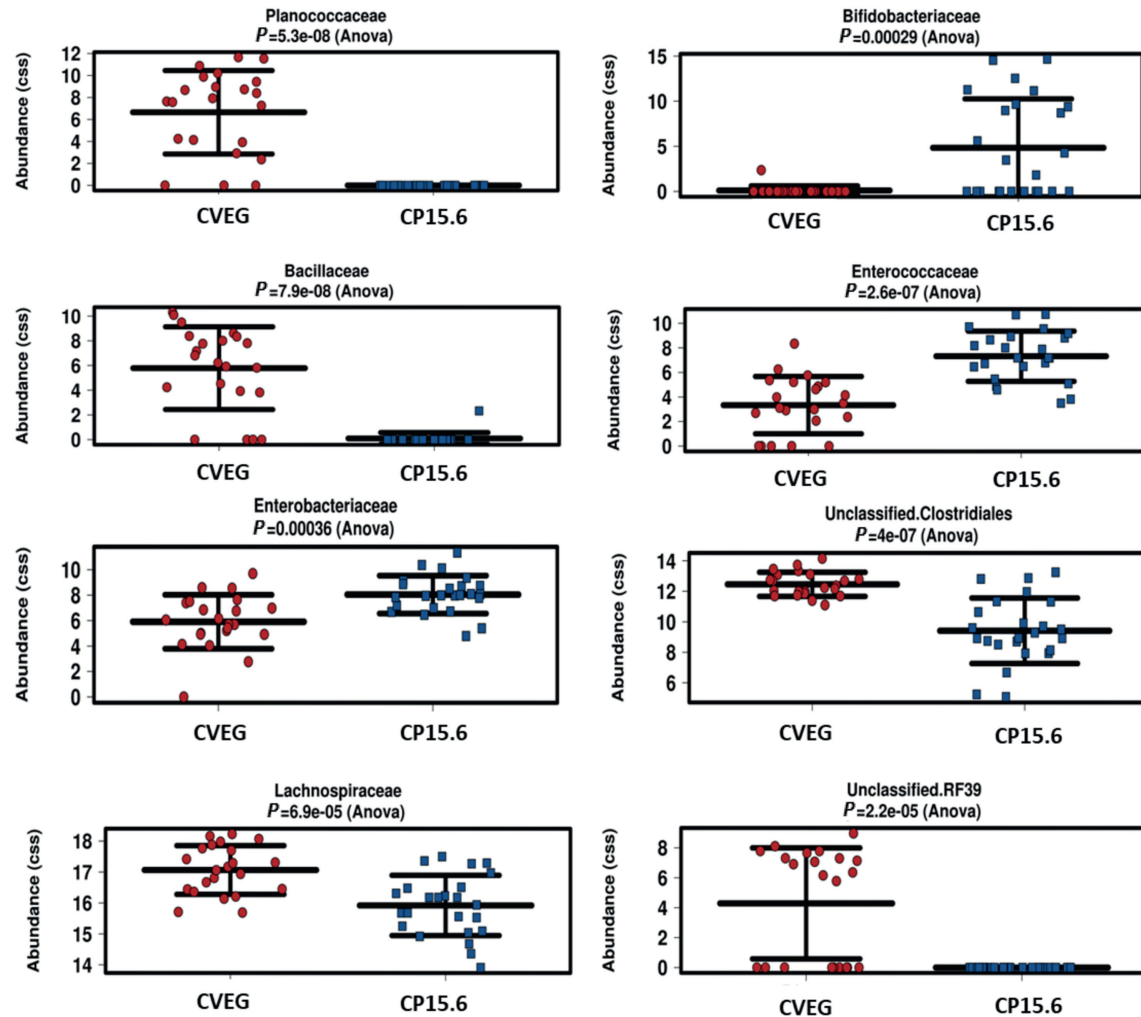 Planococcaceae
P=5.3e-08 (Anova)
Abundance (css)
12
10
8
6
4
2
0
CVEG
CP15.6
Bifidobacteriaceae
P=0.00029 (Anova)
Abundance (css)
15
10
5
0
CVEG
CP15.6
Bacillaceae
P=7.9e-08 (Anova)
Abundance (css)
10
8
6
4
2
0
CVEG
CP15.6
Enterococcaceae
P=2.6e-07 (Anova)
Abundance (css)
10
8
6
4
2
0
CVEG
CP15.6
Enterobacteriaceae
P=0.00036 (Anova)
Abundance (css)
10
8
6
4
2
0
CVEG
CP15.6
Unclassified.Clostridiales
P=4e-07 (Anova)
Abundance (css)
14
12
10
8
6
CVEG
CP15.6
Lachnospiraceae
P=6.9e-05 (Anova)
Abundance (css)
18
17
16
15
14
CVEG
CP15.6
Unclassified.RF39
P=2.2e-05 (Anova)
Abundance (css)
8
6
4
2
0
CVEG
CP15.6